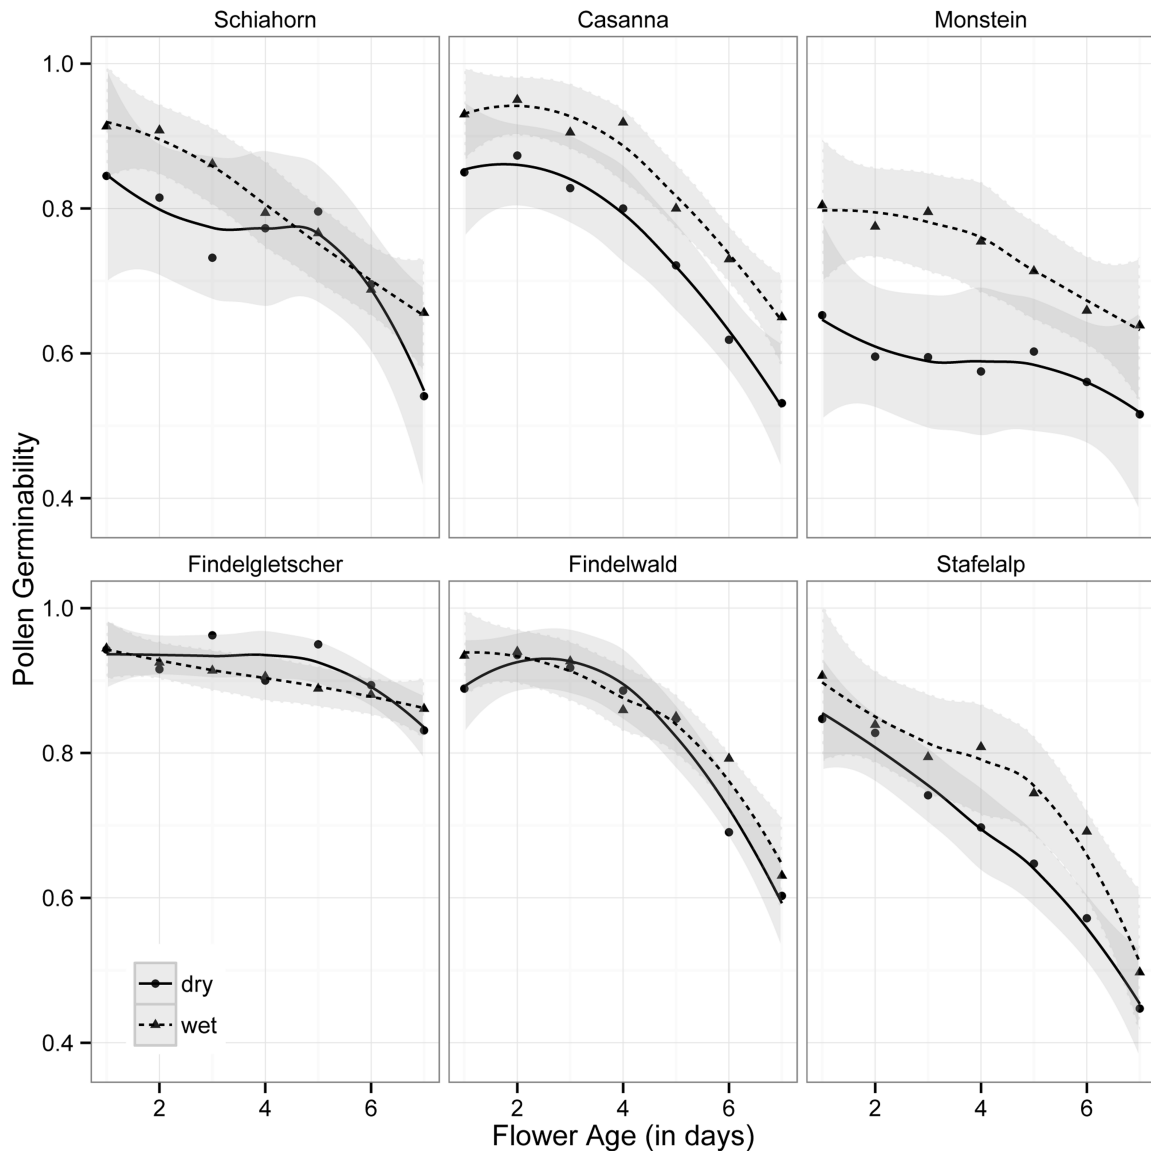 Schiahorn Casanna Monstein
1.0
0.8
0.6
0.4
Pollen Germinability
Findelgletscher Findelwald Stafelalp
1.0
0.8
0.6
0.4
dry
wet
2 4 6 2 4 6 2 4 6
Flower Age (in days)